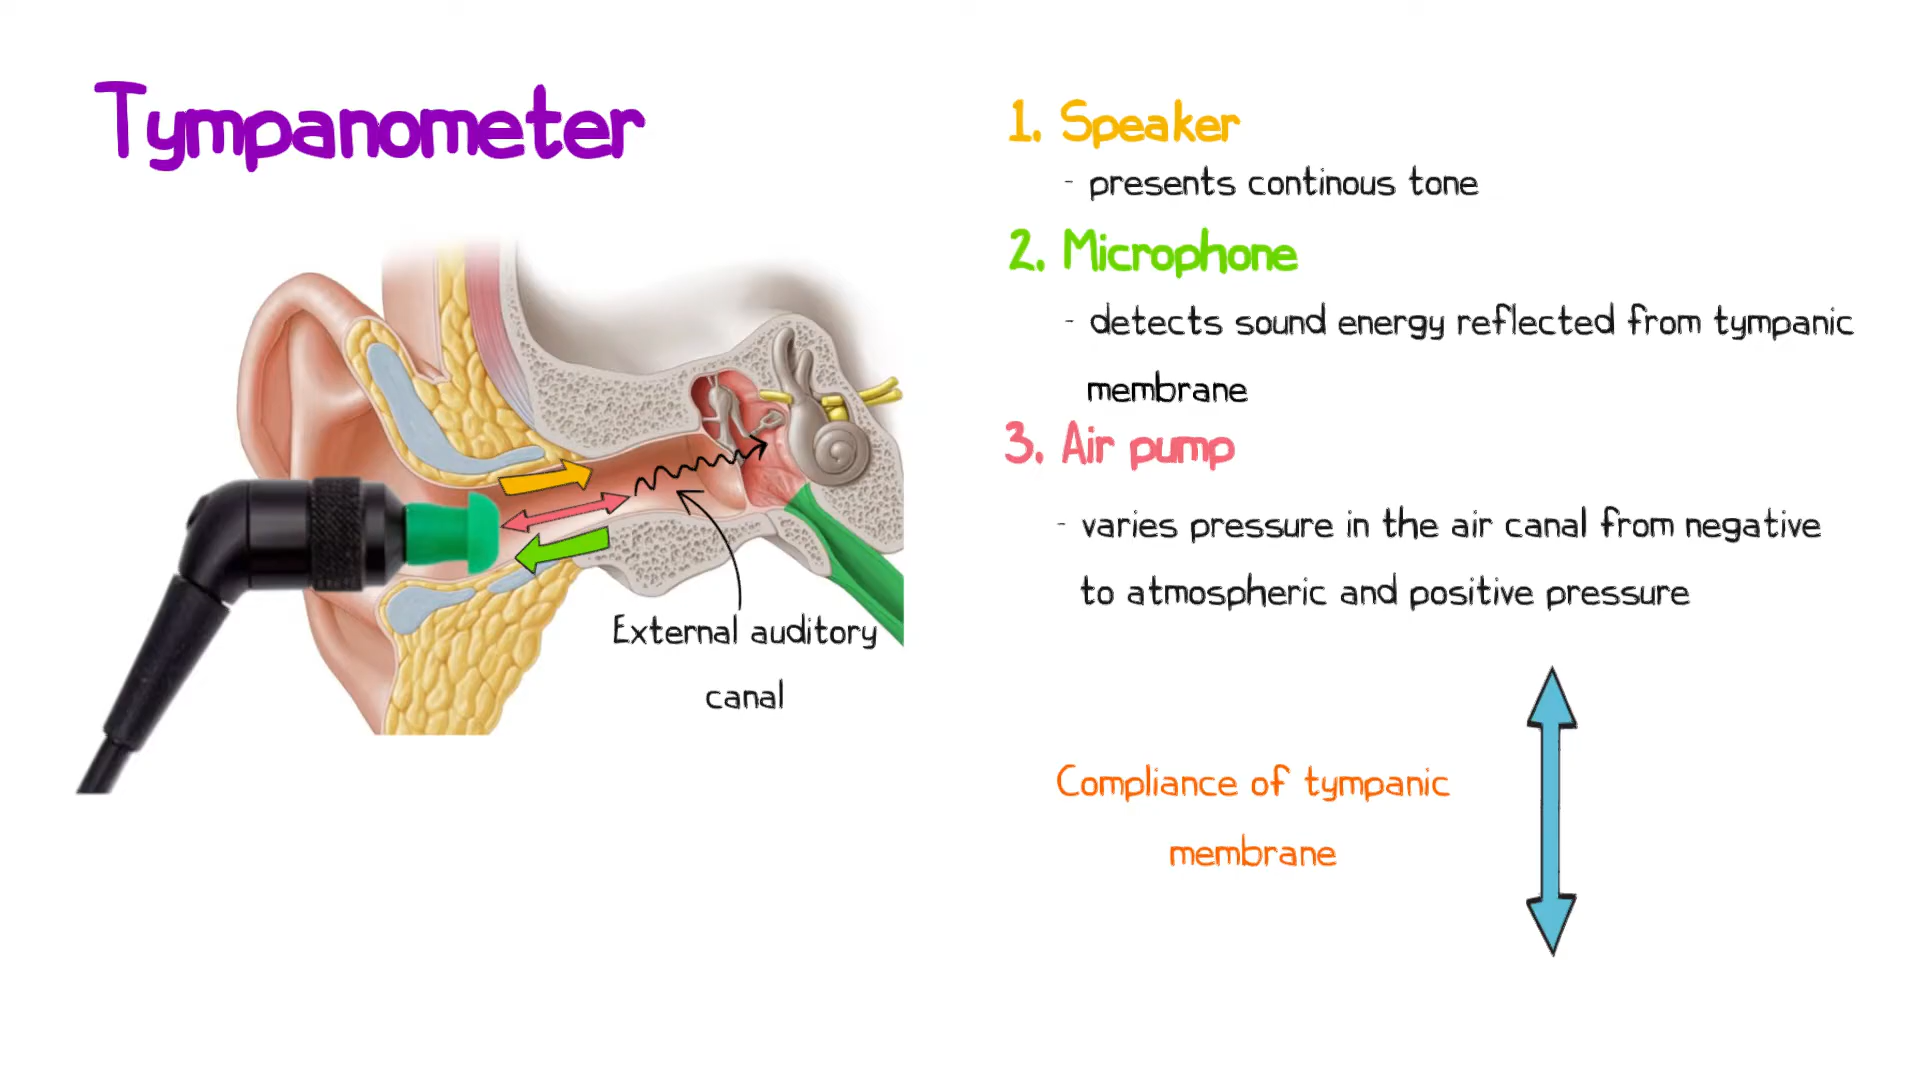 Tympanometer
1. Speaker
- presents continous tone
2. Microphone
- detects sound energy reflected from tympanic
membrane
3. Air pump
- varies pressure in the air canal from negative
to atmospheric and positive pressure
External auditory
canal
Compliance of tympanic
membrane